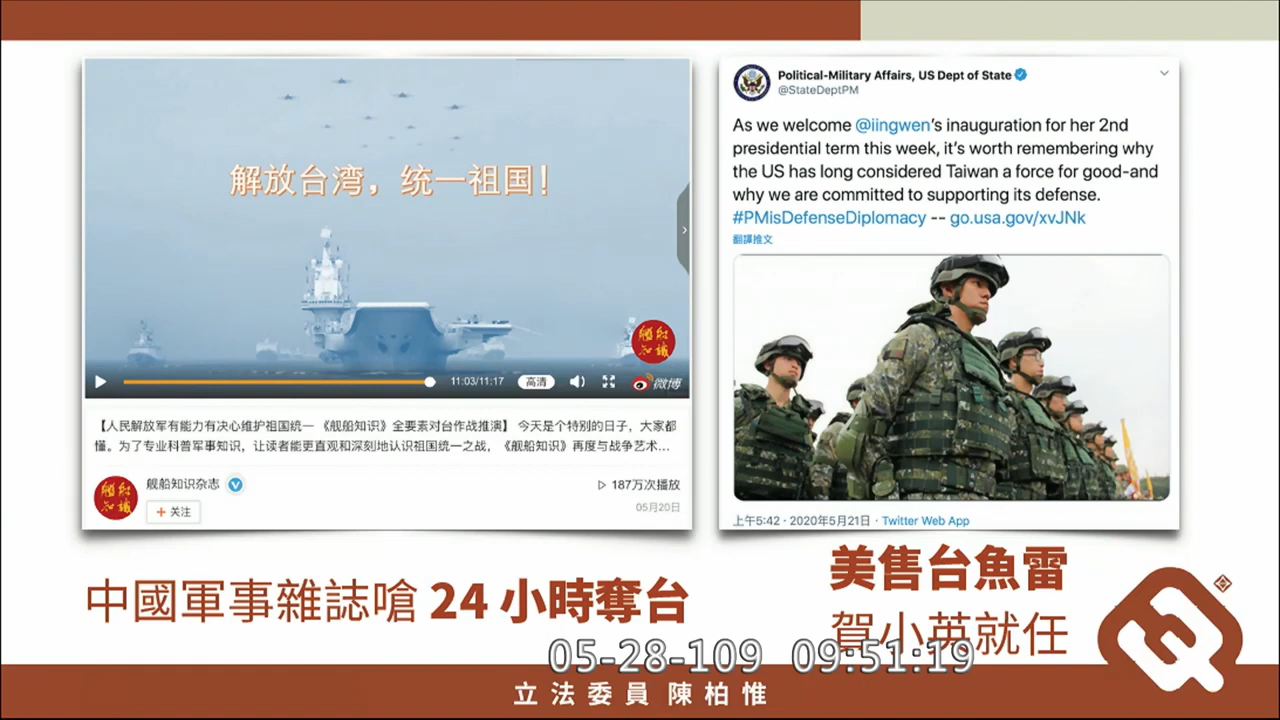 解放台湾，统一祖国！
舰船知识
11:03/11:17
高清
微博
【人民解放军有能力有决心维护祖国统一 《舰船知识》全要素对台作战推演】 今天是个特别的日子，大家都
懂。为了专业科普军事知识，让读者能更直观和深刻地认识祖国统一之战，《舰船知识》再度与战争艺术...
舰船知识
舰船知识杂志
187万次播放
+ 关注
05月20日
Political-Military Affairs, US Dept of State
@StateDeptPM
As we welcome @iingwen's inauguration for her 2nd
presidential term this week, it's worth remembering why
the US has long considered Taiwan a force for good-and
why we are committed to supporting its defense.
#PMisDefenseDiplomacy -- go.usa.gov/xvJNk
翻譯推文
上午5:42 · 2020年5月21日 · Twitter Web App
中國軍事雜誌嗆 24 小時奪台
美售台魚雷
賀小英就任
05-28-109 09:51:19
立法委員 陳柏惟